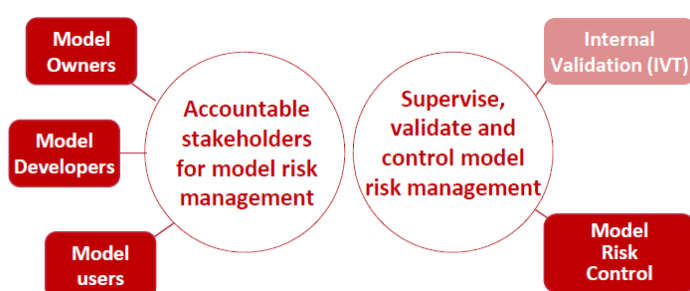 Model
Owners
Model
Developers
Model
users
Accountable
stakeholders
for model risk
management
Supervise,
validate and
control model
risk management
Internal
Validation (IVT)
Model
Risk
Control